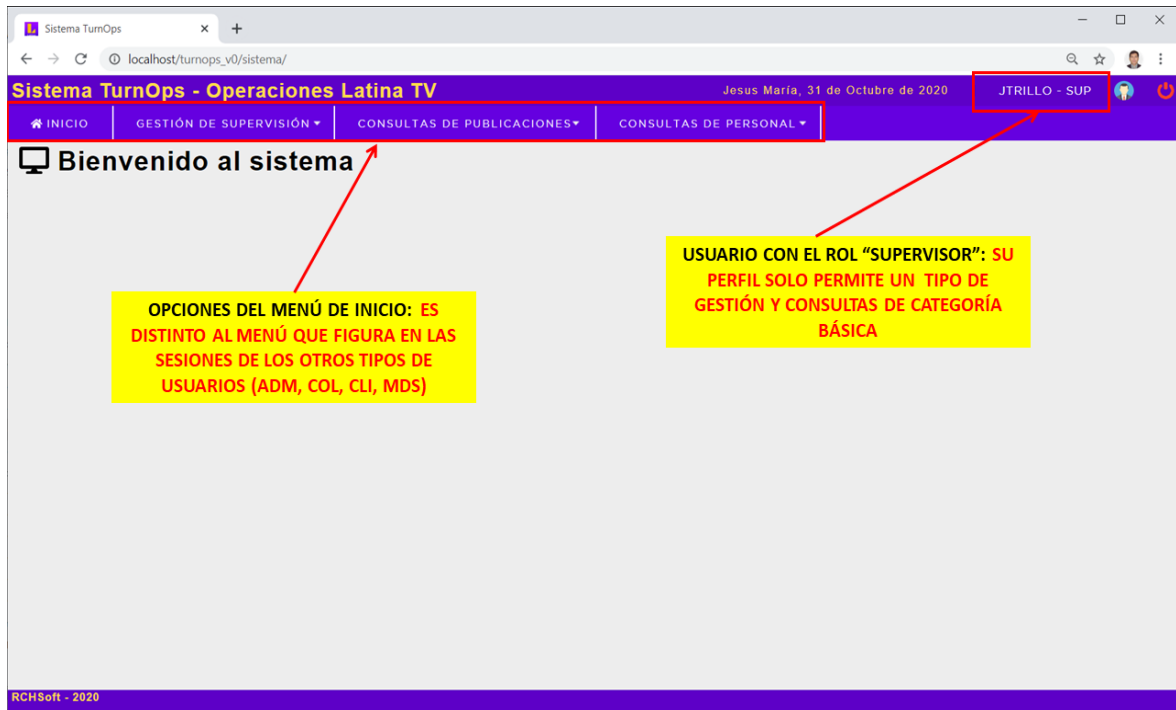 Sistema TurnOps
localhost/turnops_v0/sistema/
Sistema TurnOps - Operaciones Latina TV
Jesus María, 31 de Octubre de 2020
JTRILLO - SUP
INICIO
GESTIÓN DE SUPERVISIÓN
CONSULTAS DE PUBLICACIONES
CONSULTAS DE PERSONAL
Bienvenido al sistema
USUARIO CON EL ROL “SUPERVISOR”: SU
PERFIL SOLO PERMITE UN TIPO DE
GESTIÓN Y CONSULTAS DE CATEGORÍA
BÁSICA
OPCIONES DEL MENÚ DE INICIO: ES
DISTINTO AL MENÚ QUE FIGURA EN LAS
SESIONES DE LOS OTROS TIPOS DE
USUARIOS (ADM, COL, CLI, MDS)
RCHSoft - 2020